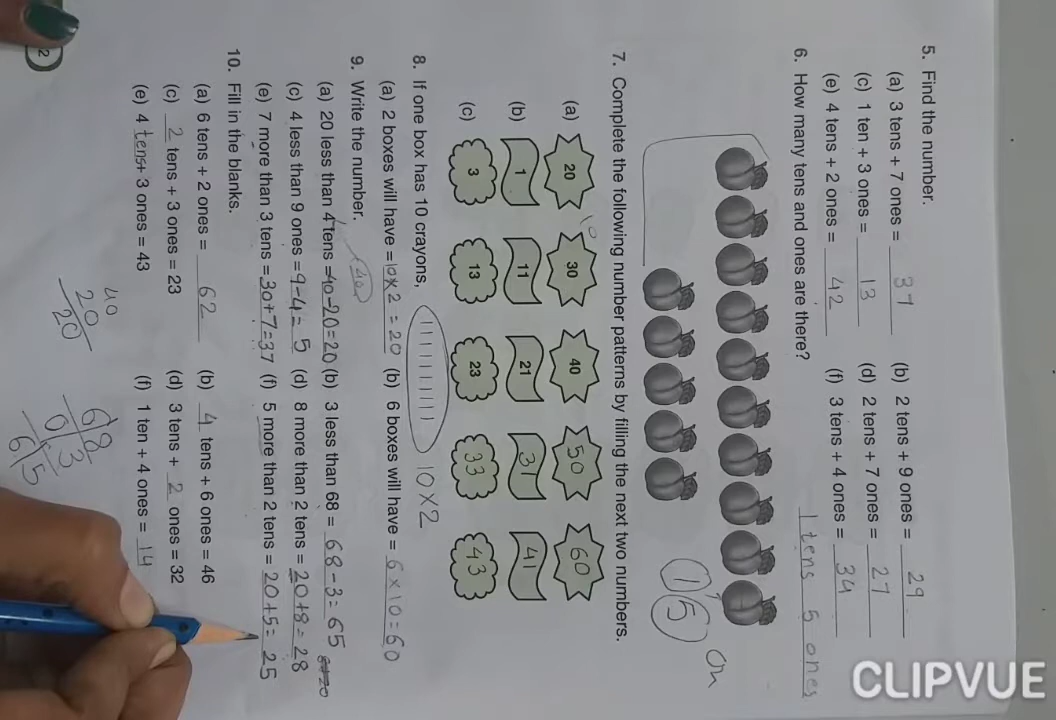 5. Find the number.
(a) 3 tens + 7 ones = 37 (b) 2 tens + 9 ones = 29
(c) 1 ten + 3 ones = 13 (d) 2 tens + 7 ones = 27
(e) 4 tens + 2 ones = 42 (f) 3 tens + 4 ones = 34
6. How many tens and ones are there? 1 tens 5 ones
1 5 On
7. Complete the following number patterns by filling the next two numbers.
(a) 20 30 40 50 60
10
(b) 1 11 21 31 41
(c) 3 13 23 33 43
8. If one box has 10 crayons, 10 × 2
(a) 2 boxes will have = 10×2 = 20 (b) 6 boxes will have = 6 × 10 = 60
9. Write the number.
(a) 20 less than 4 tens = 40-20=20 (b) 3 less than 68 = 68-3=65
(c) 4 less than 9 ones = 9-4= 5 (d) 8 more than 2 tens = 20+8= 28
(e) 7 more than 3 tens = 30+7=37 (f) 5 more than 2 tens = 20+5= 25
10. Fill in the blanks.
(a) 6 tens + 2 ones = 62 (b) 4 tens + 6 ones = 46
(c) 2 tens + 3 ones = 23 (d) 3 tens + 2 ones = 32
(e) 4 tens + 3 ones = 43 (f) 1 ten + 4 ones = 14
40 68
20 03
20 65
2
CLIPVUE